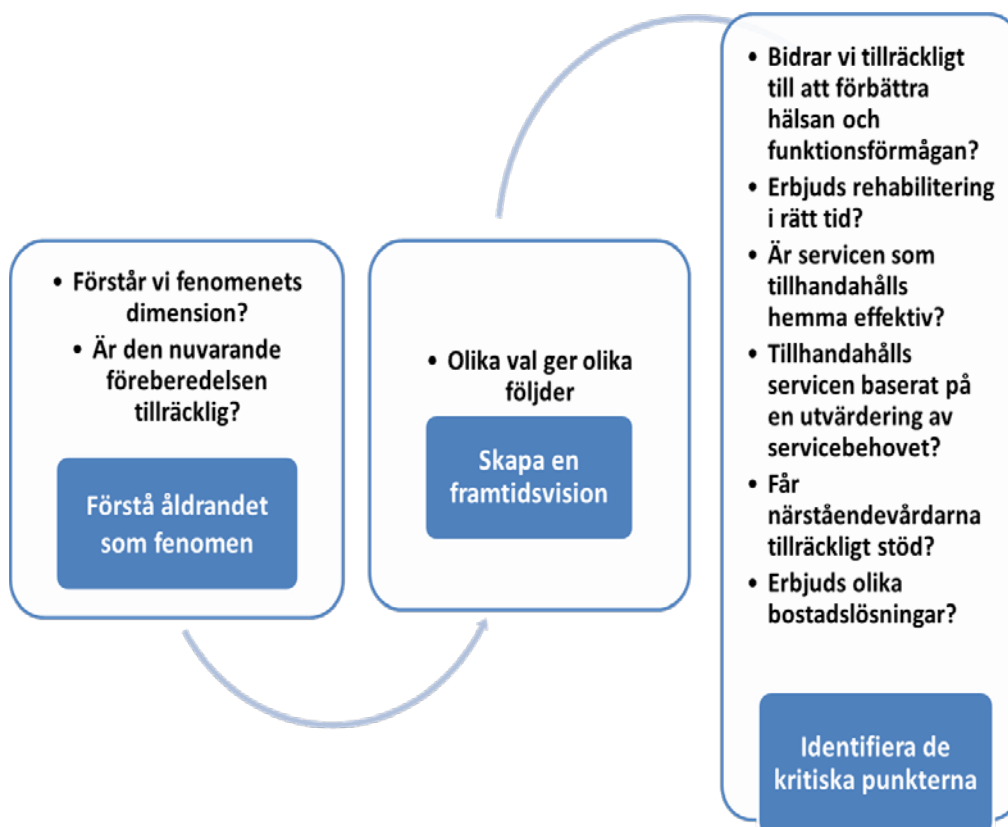 • Förstår vi fenomenets
dimension?
• Är den nuvarande
föreberedelsen
tillräcklig?
Förstå åldrandet
som fenomen
• Olika val ger olika
följder
Skapa en
framtidsvision
• Bidrar vi tillräckligt
till att förbättra
hälsan och
funktionsförmågan?
• Erbjuds rehabilitering
i rätt tid?
• Är servicen som
tillhandahålls
hemma effektiv?
• Tillhandahålls
servicen baserat på
en utvärdering av
servicebehovet?
• Får
närståendevårdarna
tillräckligt stöd?
• Erbjuds olika
bostadslösningar?
Identifiera de
kritiska punkterna